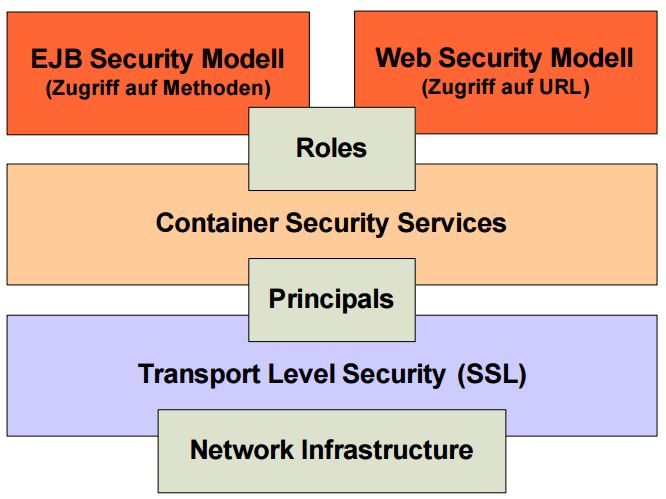 EJB Security Modell
(Zugriff auf Methoden)
Web Security Modell
(Zugriff auf URL)
Roles
Container Security Services
Principals
Transport Level Security (SSL)
Network Infrastructure